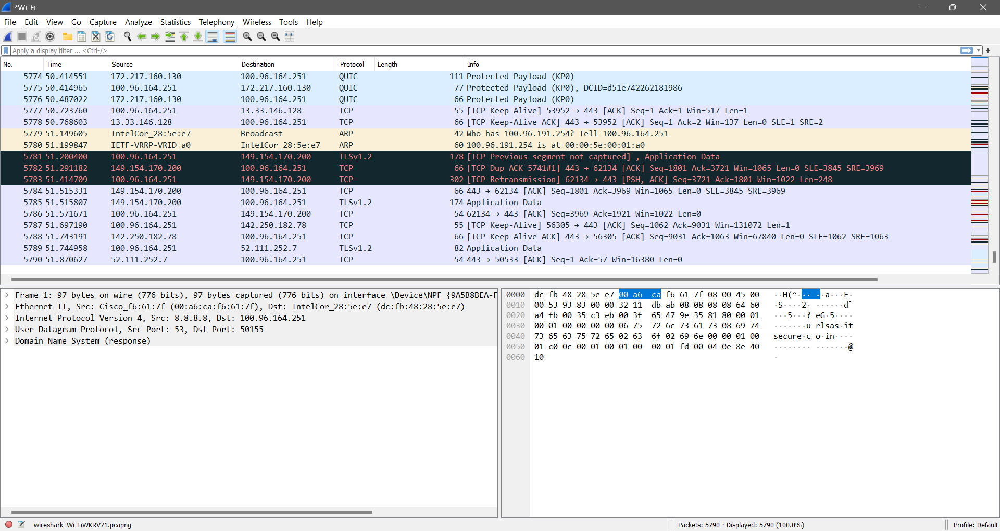 *Wi-Fi
File Edit View Go Capture Analyze Statistics Telephony Wireless Tools Help
Apply a display filter ... <Ctrl-/>
No. Time Source Destination Protocol Length Info
5774 50.414551 172.217.160.130 100.96.164.251 QUIC 111 Protected Payload (KP0)
5775 50.414965 100.96.164.251 172.217.160.130 QUIC 77 Protected Payload (KP0), DCID=d51e742262181986
5776 50.487022 172.217.160.130 100.96.164.251 QUIC 66 Protected Payload (KP0)
5777 50.723760 100.96.164.251 13.33.146.128 TCP 55 [TCP Keep-Alive] 53952 → 443 [ACK] Seq=1 Ack=1 Win=517 Len=1
5778 50.768603 13.33.146.128 100.96.164.251 TCP 66 [TCP Keep-Alive ACK] 443 → 53952 [ACK] Seq=1 Ack=2 Win=137 Len=0 SLE=1 SRE=2
5779 51.149605 IntelCor_28:5e:e7 Broadcast ARP 42 Who has 100.96.191.254? Tell 100.96.164.251
5780 51.199847 IETF-VRRP-VRID_a0 IntelCor_28:5e:e7 ARP 60 100.96.191.254 is at 00:00:5e:00:01:a0
5781 51.200400 100.96.164.251 149.154.170.200 TLSv1.2 178 [TCP Previous segment not captured] , Application Data
5782 51.291182 149.154.170.200 100.96.164.251 TCP 66 [TCP Dup ACK 5741#1] 443 → 62134 [ACK] Seq=1801 Ack=3721 Win=1065 Len=0 SLE=3845 SRE=3969
5783 51.414709 100.96.164.251 149.154.170.200 TCP 302 [TCP Retransmission] 62134 → 443 [PSH, ACK] Seq=3721 Ack=1801 Win=1022 Len=248
5784 51.515331 149.154.170.200 100.96.164.251 TCP 66 443 → 62134 [ACK] Seq=1801 Ack=3969 Win=1065 Len=0 SLE=3845 SRE=3969
5785 51.515807 149.154.170.200 100.96.164.251 TLSv1.2 174 Application Data
5786 51.571671 100.96.164.251 149.154.170.200 TCP 54 62134 → 443 [ACK] Seq=3969 Ack=1921 Win=1022 Len=0
5787 51.697190 100.96.164.251 142.250.182.78 TCP 55 [TCP Keep-Alive] 56305 → 443 [ACK] Seq=1062 Ack=9031 Win=131072 Len=1
5788 51.743191 142.250.182.78 100.96.164.251 TCP 66 [TCP Keep-Alive ACK] 443 → 56305 [ACK] Seq=9031 Ack=1063 Win=67840 Len=0 SLE=1062 SRE=1063
5789 51.744958 100.96.164.251 52.111.252.7 TLSv1.2 82 Application Data
5790 51.870627 52.111.252.7 100.96.164.251 TCP 54 443 → 50533 [ACK] Seq=1 Ack=57 Win=16380 Len=0
Frame 1: 97 bytes on wire (776 bits), 97 bytes captured (776 bits) on interface \Device\NPF_{9A5B8BEA-F
Ethernet II, Src: Cisco_f6:61:7f (00:a6:ca:f6:61:7f), Dst: IntelCor_28:5e:e7 (dc:fb:48:28:5e:e7)
Internet Protocol Version 4, Src: 8.8.8.8, Dst: 100.96.164.251
User Datagram Protocol, Src Port: 53, Dst Port: 50155
Domain Name System (response)
0000 dc fb 48 28 5e e7 00 a6 ca f6 61 7f 08 00 45 00 ··H(^·····a···E·
0010 00 53 93 83 00 00 32 11 db ab 08 08 08 08 64 60 ·S····2·······d`
0020 a4 fb 00 35 c3 eb 00 3f 65 47 9e 35 81 80 00 01 ···5···? eG·5····
0030 00 01 00 00 00 00 06 75 72 6c 73 61 73 08 69 74 ·······u rlsas·it
0040 73 65 63 75 72 65 02 63 6f 02 69 6e 00 00 01 00 secure·c o·in····
0050 01 c0 0c 00 01 00 01 00 00 01 fd 00 04 0e 8e 40 ········ ·······@
0060 10 ·
wireshark_Wi-FiWKRV71.pcapng
Packets: 5790 · Displayed: 5790 (100.0%)
Profile: Default